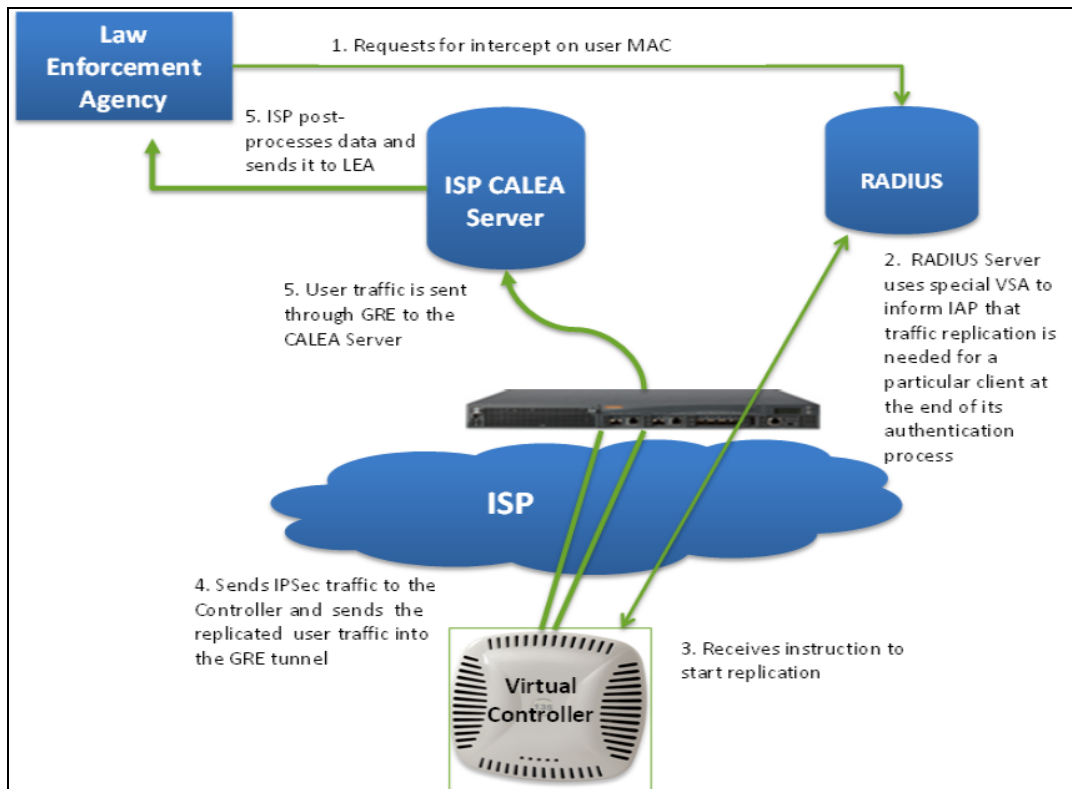 Law
Enforcement
Agency
1. Requests for intercept on user MAC
5. ISP post-
processes data and
sends it to LEA
ISP CALEA
Server
RADIUS
2. RADIUS Server
uses special VSA to
inform IAP that
traffic replication is
needed for a
particular client at
the end of its
authentication
process
5. User traffic is sent
through GRE to the
CALEA Server
ISP
4. Sends IPSec traffic to the
Controller and sends the
replicated user traffic into
the GRE tunnel
3. Receives instruction to
start replication
Virtual
Controller